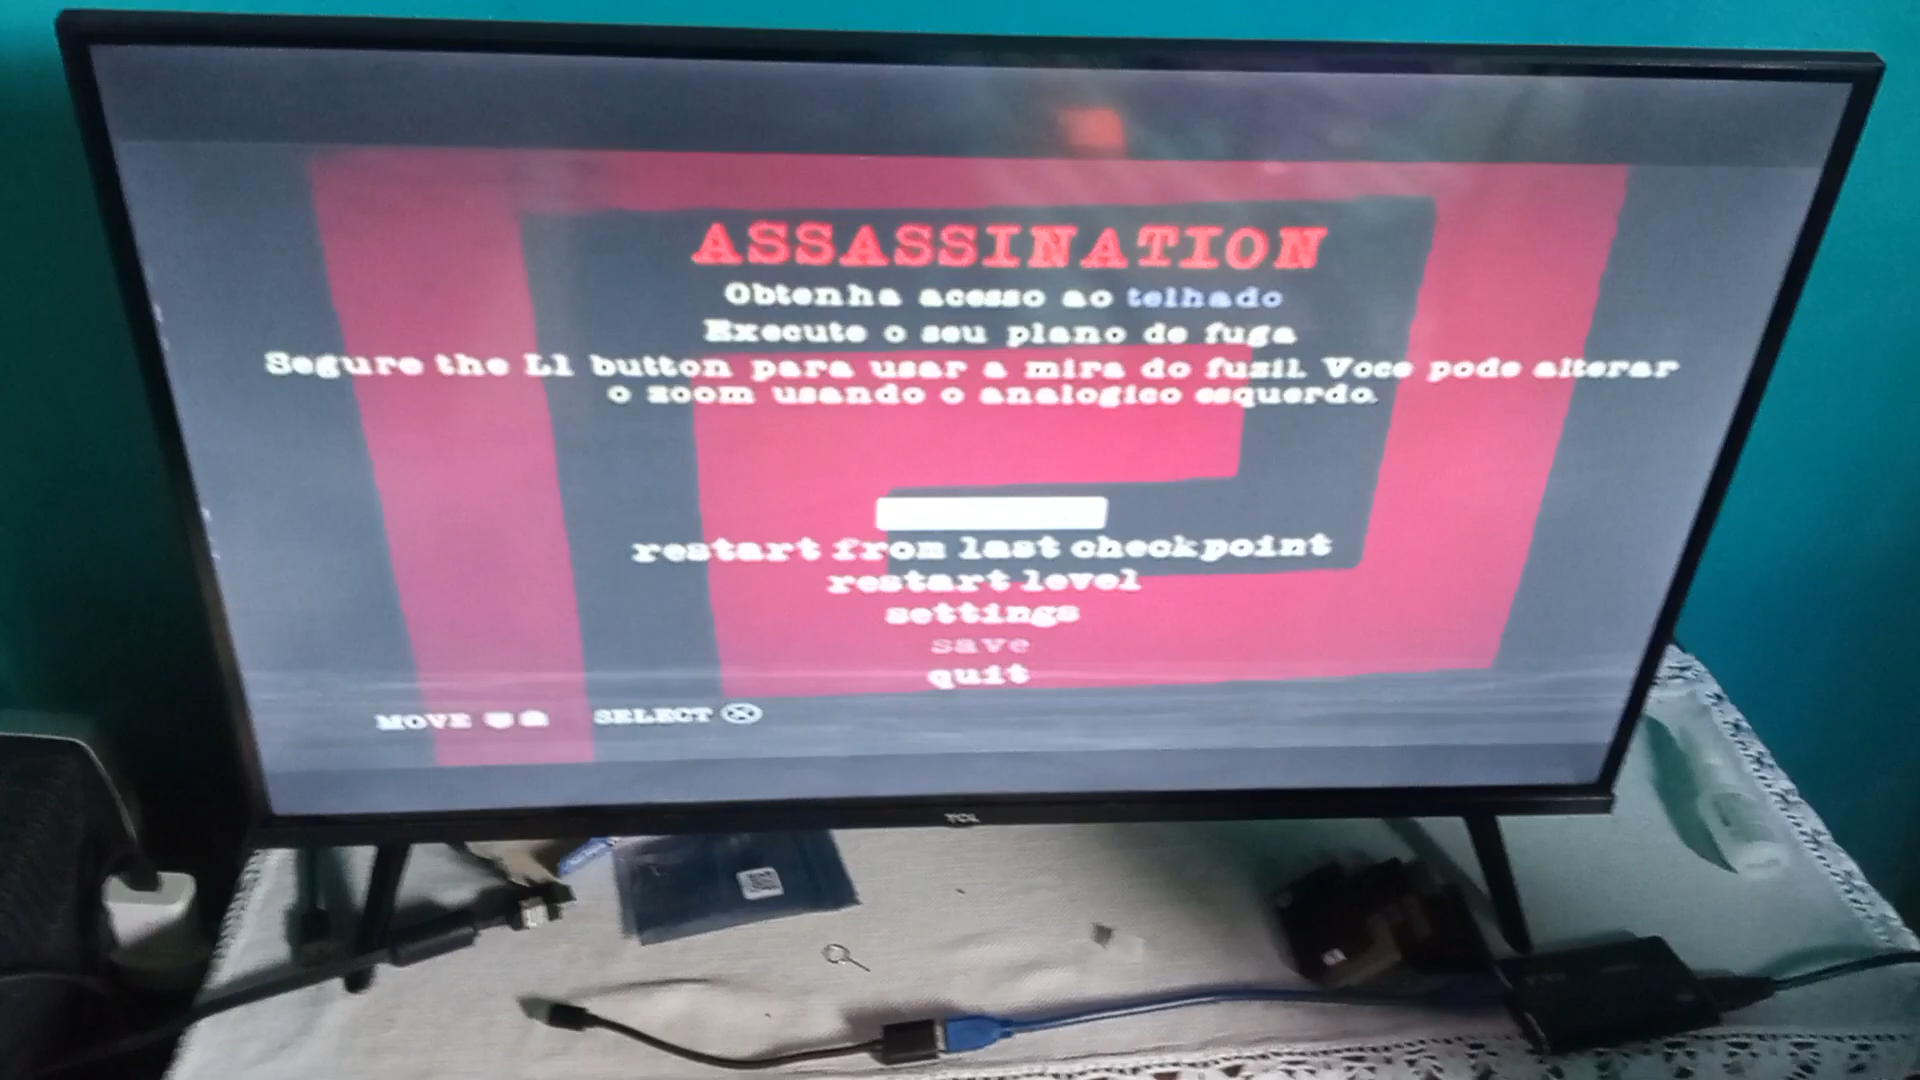 ASSASSINATION
Obtenha acesso ao telhado
Execute o seu plano de fuga
Segure the L1 button para usar a mira do fuzil. Voce pode alterar
o zoom usando o analogico esquerdo.
restart from last checkpoint
restart level
settings
save
quit
MOVE SELECT
TCL